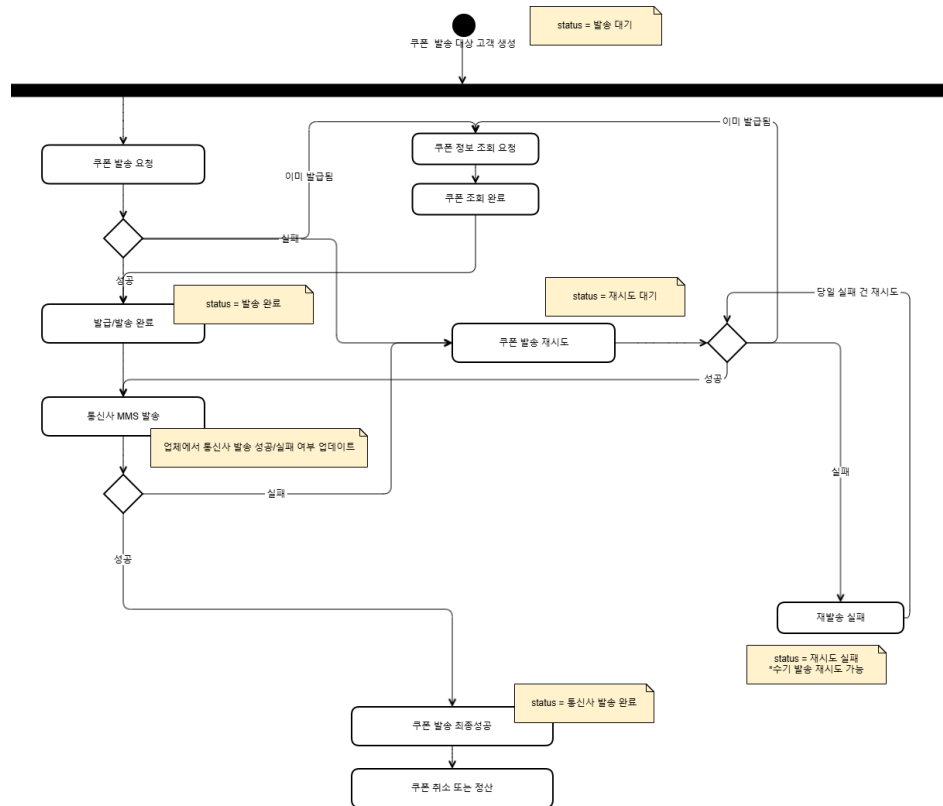 status = 발송 대기
쿠폰 발송 대상 고객 생성
이미 발급됨
이미 발급됨
쿠폰 정보 조회 요청
쿠폰 발송 요청
쿠폰 조회 완료
실패
성공
status = 발송 완료
status = 재시도 대기
당일 실패 건 재시도
발급/발송 완료
쿠폰 발송 재시도
성공
통신사 MMS 발송
업체에서 통신사 발송 성공/실패 여부 업데이트
실패
실패
성공
재발송 실패
status = 재시도 실패
*수기 발송 재시도 가능
status = 통신사 발송 완료
쿠폰 발송 최종성공
쿠폰 취소 또는 정산